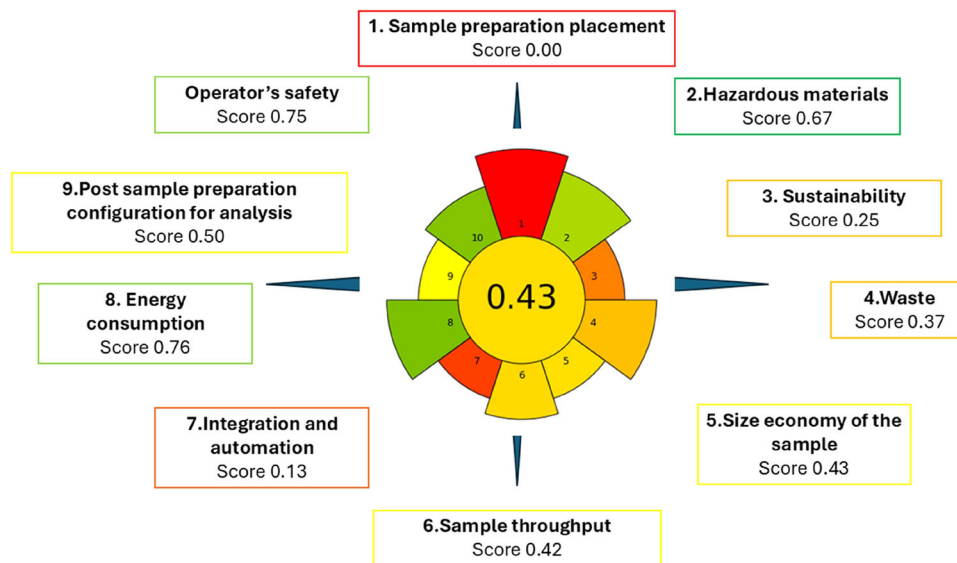 1. Sample preparation placement
Score 0.00
Operator's safety
Score 0.75
2.Hazardous materials
Score 0.67
9.Post sample preparation
configuration for analysis
Score 0.50
3. Sustainability
Score 0.25
8. Energy
consumption
Score 0.76
4.Waste
Score 0.37
7.Integration and
automation
Score 0.13
5.Size economy of the
sample
Score 0.43
6.Sample throughput
Score 0.42
1
2
3
4
5
6
7
8
9
10
0.43